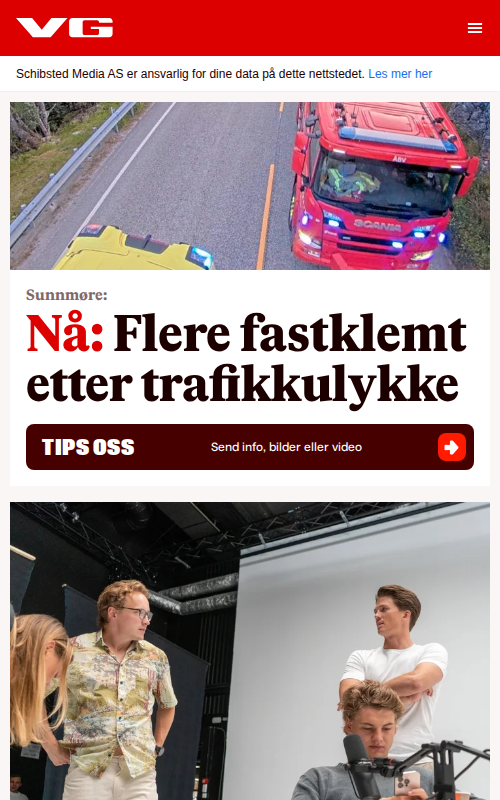 VG
Schibsted Media AS er ansvarlig for dine data på dette nettstedet. Les mer her
ABV
SCANIA
Sunnmøre:
Nå: Flere fastklemt
etter trafikkulykke
TIPS OSS Send info, bilder eller video